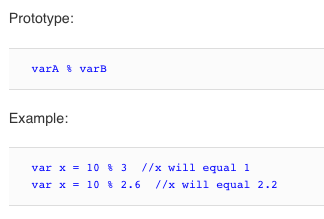 Prototype:
varA % varB
Example:
var x = 10 % 3  //x will equal 1
var x = 10 % 2.6  //x will equal 2.2